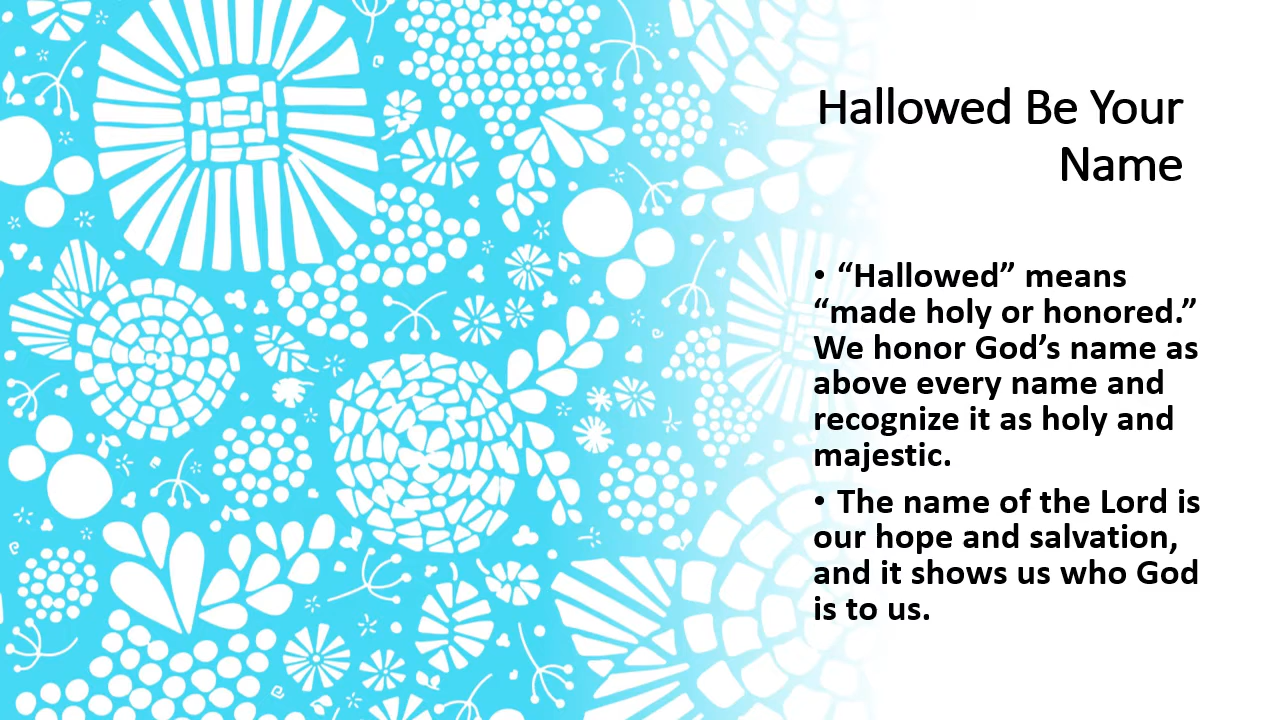 Hallowed Be Your
Name
• “Hallowed” means
“made holy or honored.”
We honor God’s name as
above every name and
recognize it as holy and
majestic.
• The name of the Lord is
our hope and salvation,
and it shows us who God
is to us.